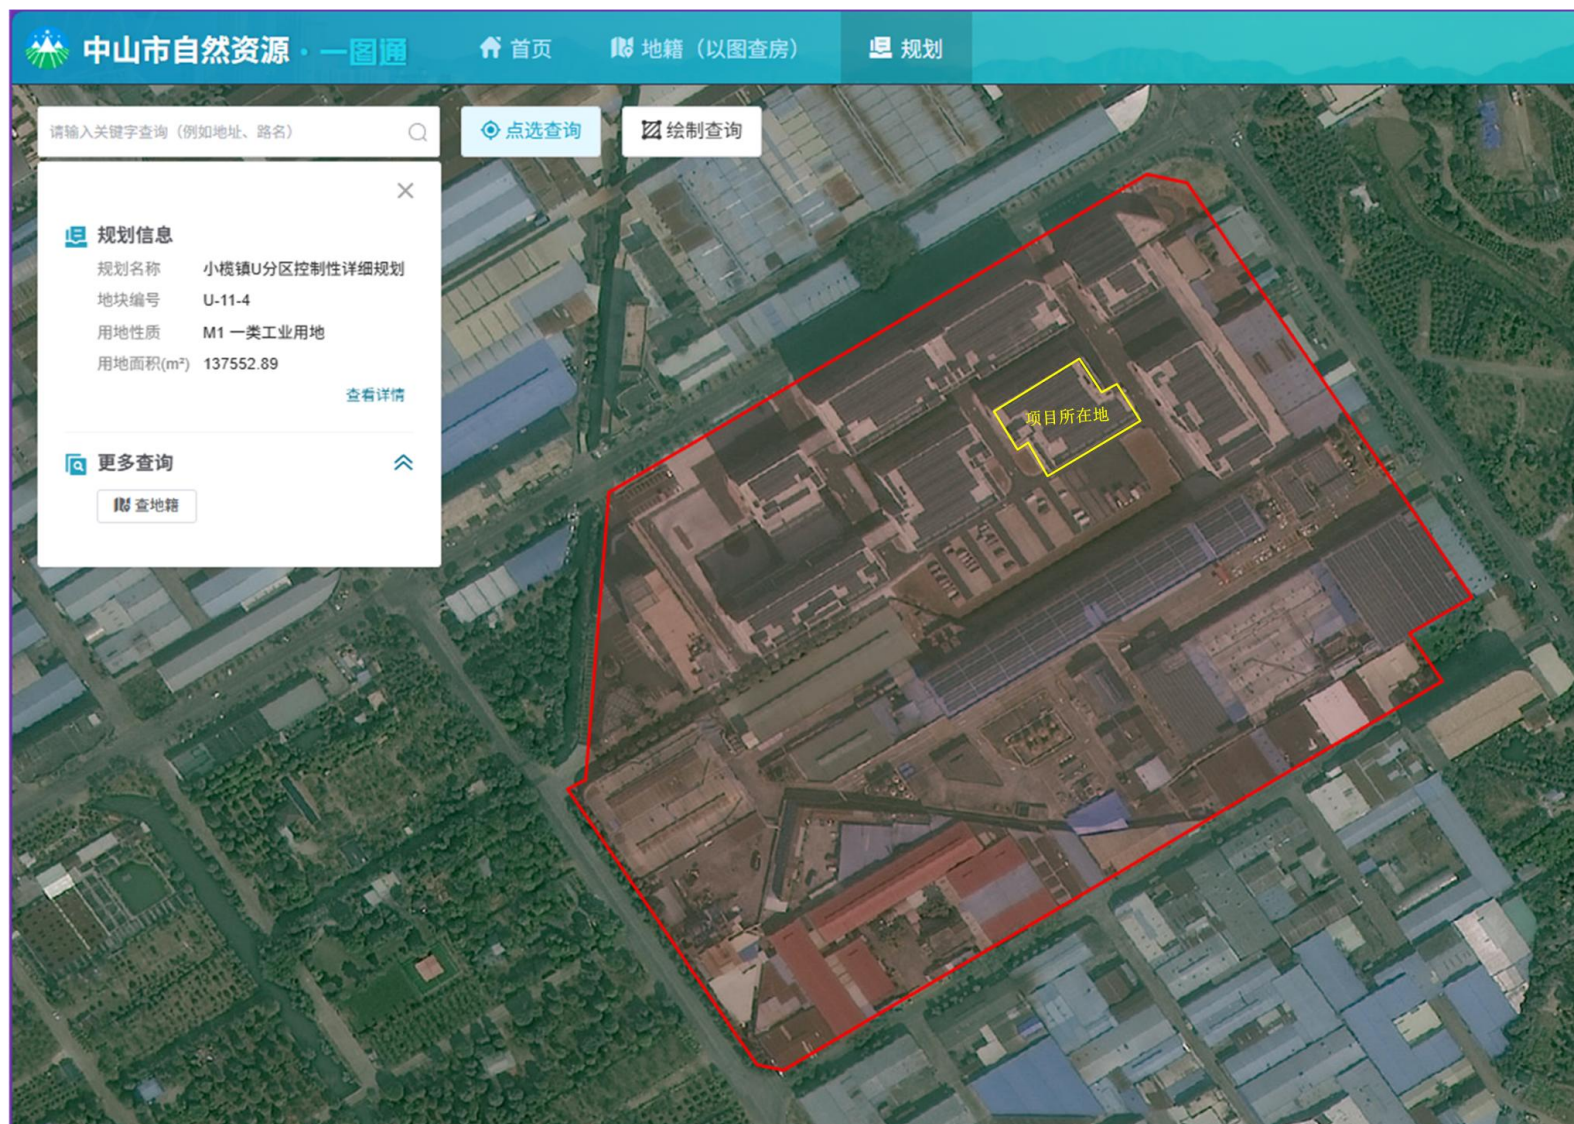 中山市自然资源·一图通
首页
地籍（以图查房）
规划
请输入关键字查询（例如地址、路名）
点选查询
绘制查询
规划信息
规划名称 小榄镇U分区控制性详细规划
地块编号 U-11-4
用地性质 M1 一类工业用地
用地面积(m²) 137552.89
查看详情
更多查询
查地籍
项目所在地